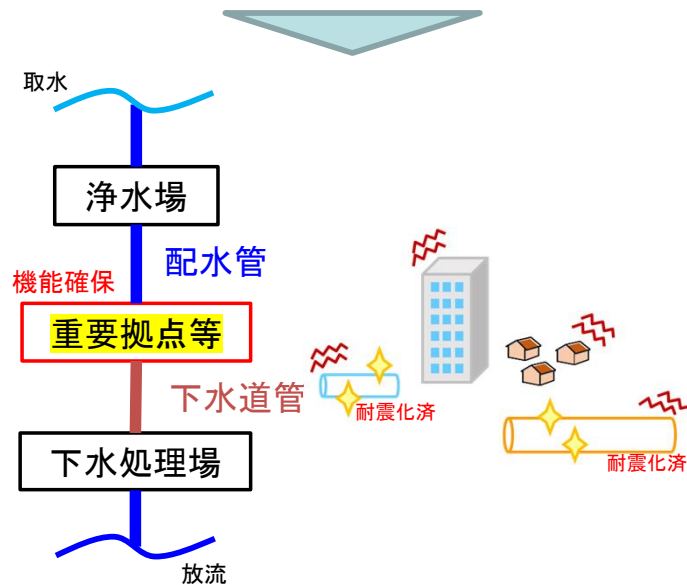 取水
浄水場
配水管
機能確保
重要拠点等
下水道管
耐震化済
耐震化済
下水処理場
放流